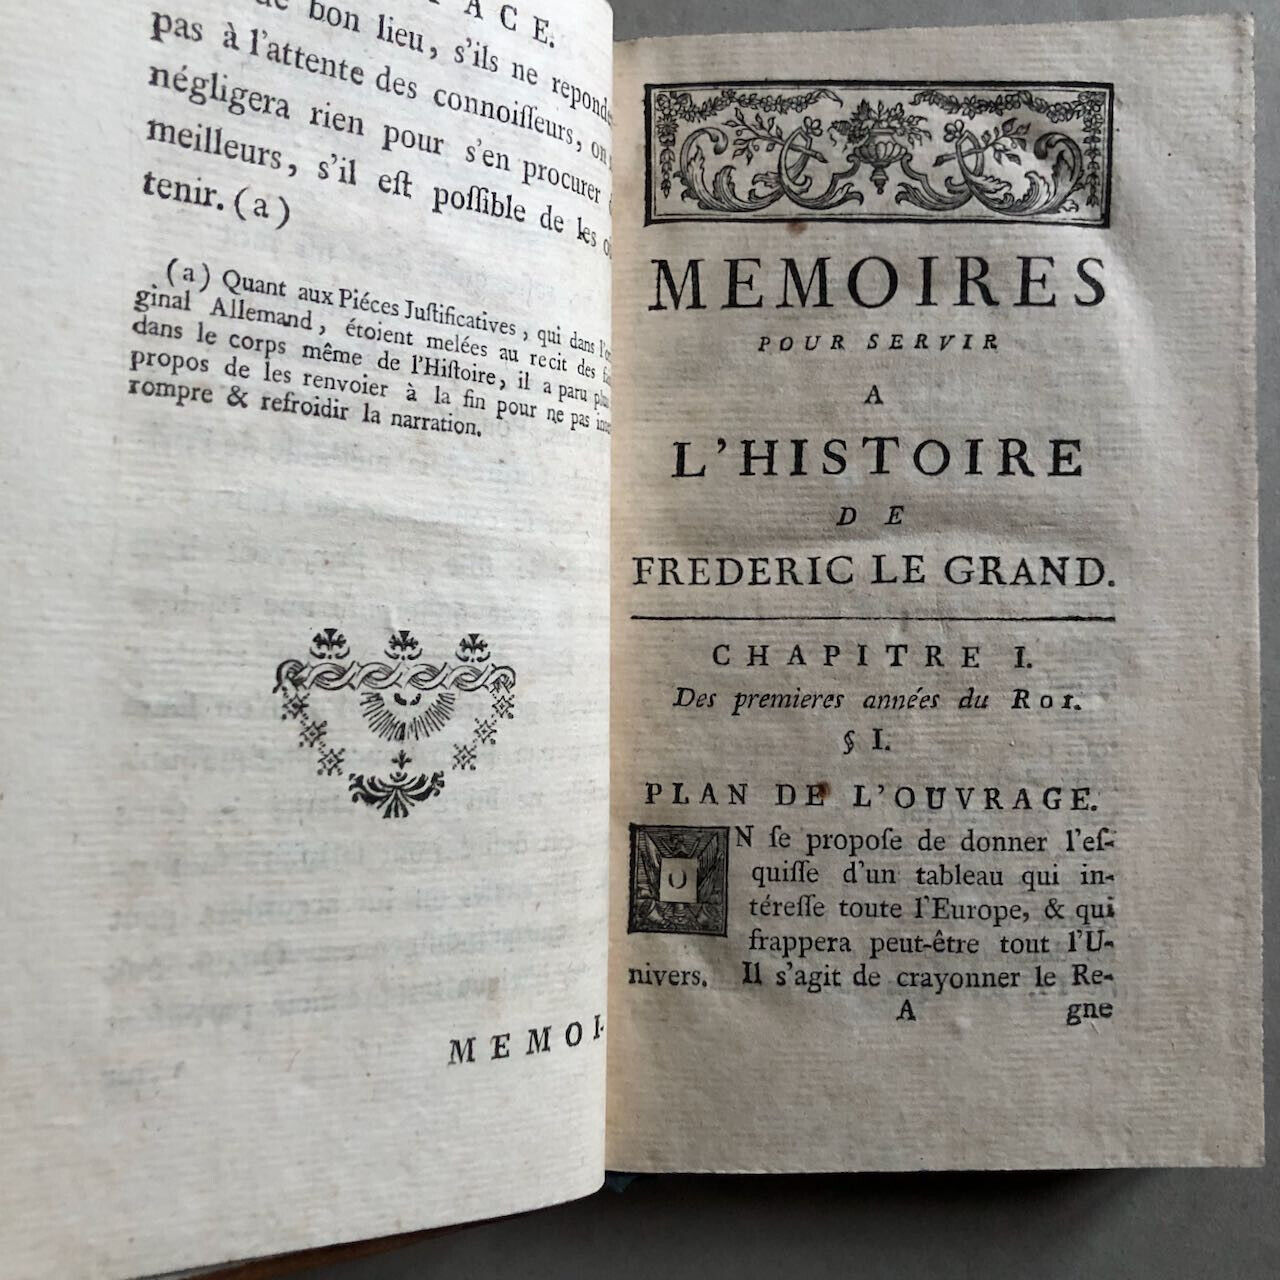 ACE.
bon lieu, s'ils ne
pas à l'attente des connoiſſeurs, on
négligera rien pour s'en procurer
meilleurs, s'il eſt poſſible de les
tenir. (a)
(a) Quant aux Piéces Juſtificatives, qui dans
ginal Allemand, étoient melées au recit des
dans le corps même de l'Hiſtoire, il a paru
propos de les renvoier à la fin pour ne pas
rompre & refroidir la narration.
MEMOI-
MEMOIRES
POUR SERVIR
A
L'HISTOIRE
DE
FREDERIC LE GRAND.
CHAPITRE I.
Des premieres années du Roi.
§ I.
PLAN DE L'OUVRAGE.
ON ſe propoſe de donner l'eſ-
quiſſe d'un tableau qui in-
téreſſe toute l'Europe, & qui
frappera peut-être tout l'U-
nivers. Il s'agit de crayonner le Re-
A gne